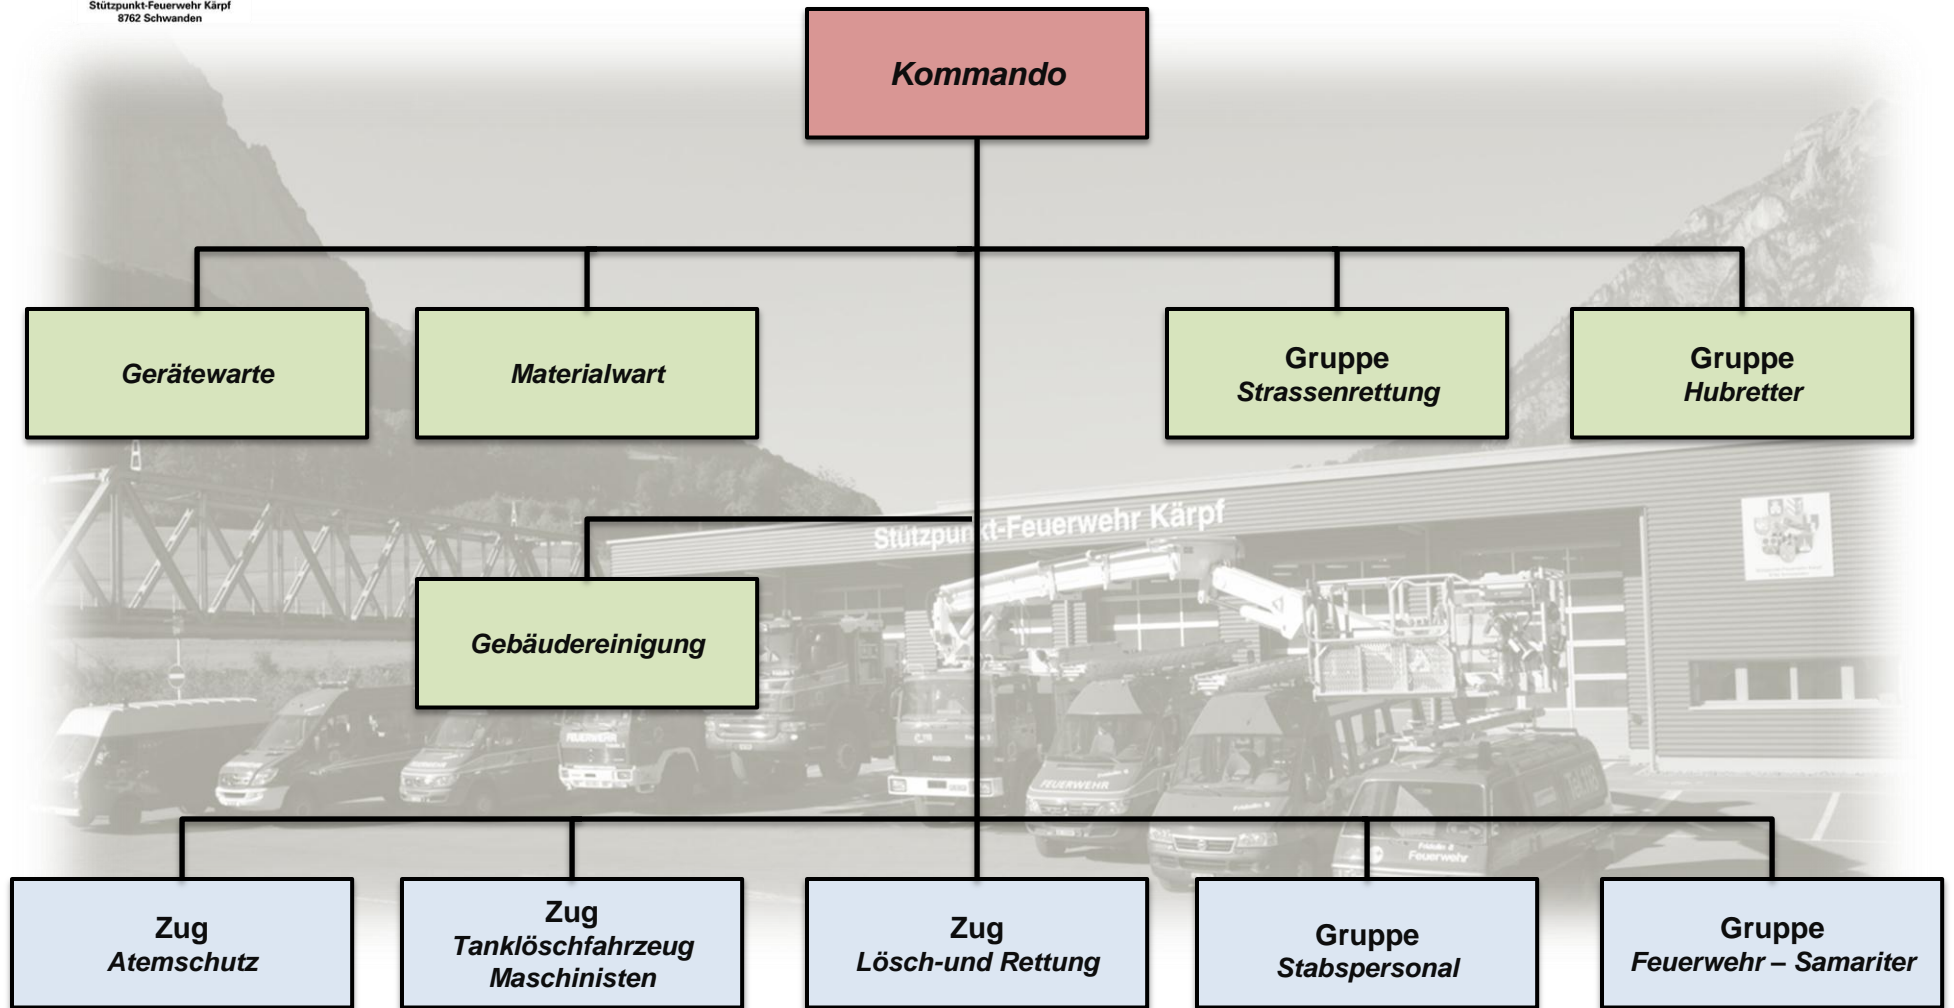 Stützpunkt-Feuerwehr Kärpf
8762 Schwanden
Kommando
Gerätewarte
Materialwart
Gruppe
Strassenrettung
Gruppe
Hubretter
Stützpunkt-Feuerwehr Kärpf
Gebäudereinigung
FEUERWEHR
FEUERWEHR
Feuerwehr
Zug
Atemschutz
Zug
Tanklöschfahrzeug
Maschinisten
Zug
Lösch-und Rettung
Gruppe
Stabspersonal
Gruppe
Feuerwehr – Samariter